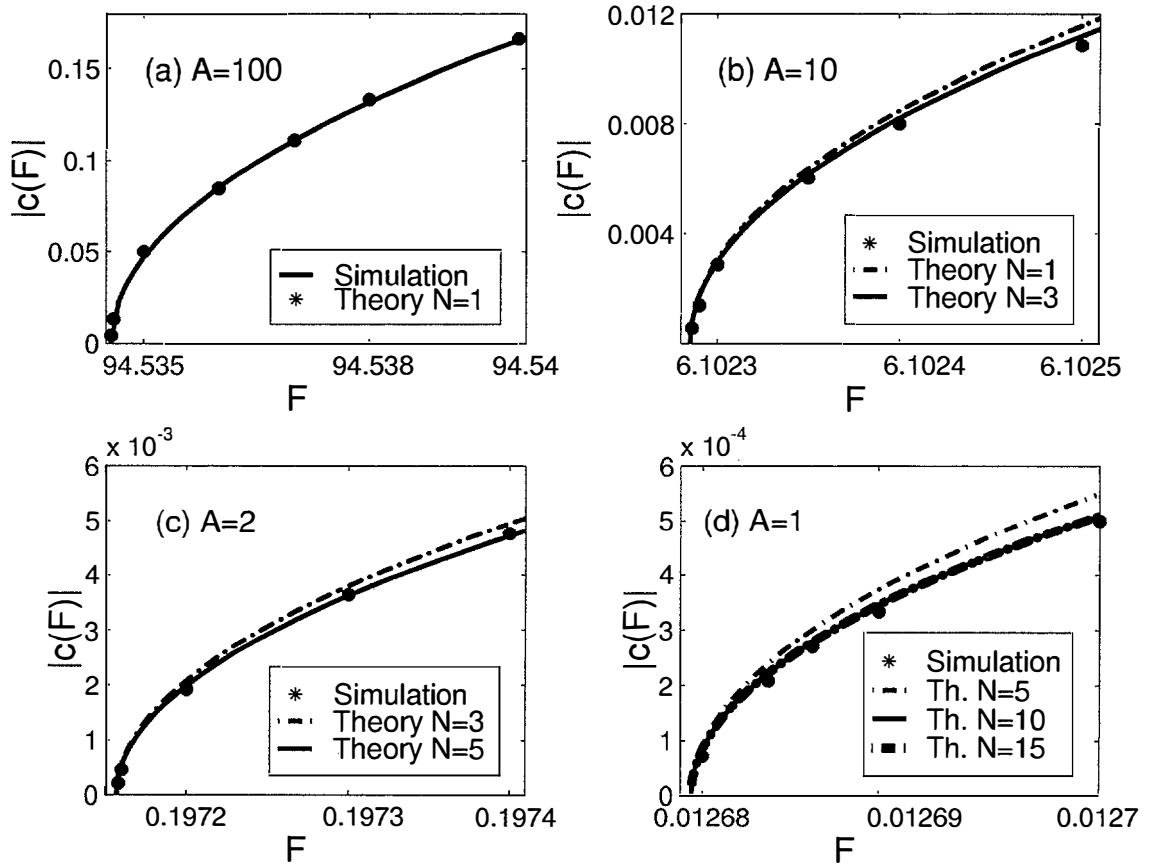 (a) A=100
|c(F)|
0.15
0.1
0.05
0
94.535
94.538
94.54
F
Simulation
Theory N=1
(b) A=10
|c(F)|
0.012
0.008
0.004
6.1023
6.1024
6.1025
F
Simulation
Theory N=1
Theory N=3
x 10-3
(c) A=2
|c(F)|
6
5
4
3
2
1
0
0.1972
0.1973
0.1974
F
Simulation
Theory N=3
Theory N=5
x 10-4
(d) A=1
|c(F)|
6
5
4
3
2
1
0
0.01268
0.01269
0.0127
F
Simulation
Th. N=5
Th. N=10
Th. N=15